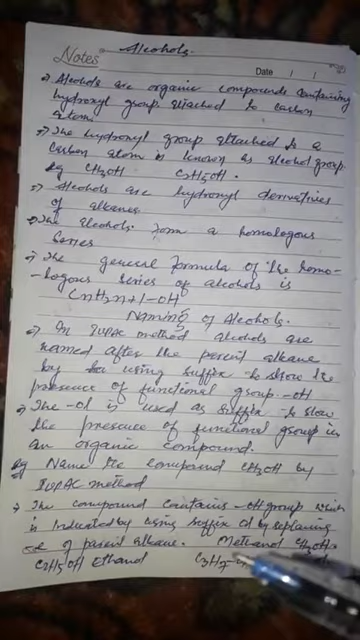 Alcohols.
Notes
Date / /
→ Alcohols are organic compounds containing
hydroxyl group attached to carbon
atom
→ The hydroxyl group attached to a
carbon atom is known as alcohol group.
eg CH3OH C2H5OH.
→ Alcohols are hydroxyl derivatives
of alkanes
→ The alcohols form a homologous
series
→ The general formula of the homo-
-logous series of alcohols is
CnH2n+1-OH
Naming of Alcohols.
→ In IUPAC method alcohols are
named after the parent alkane
by using suffix to show the
presence of functional group -OH
→ The -ol is used as suffix to show
the presence of functional group in
an organic compound.
eg Name the compound CH3OH by
IUPAC method
→ The compound contains -OH group which
is indicated by using suffix ol by replacing
e of parent alkane. Methanol CH3OH.
C2H5OH Ethanol C3H7-